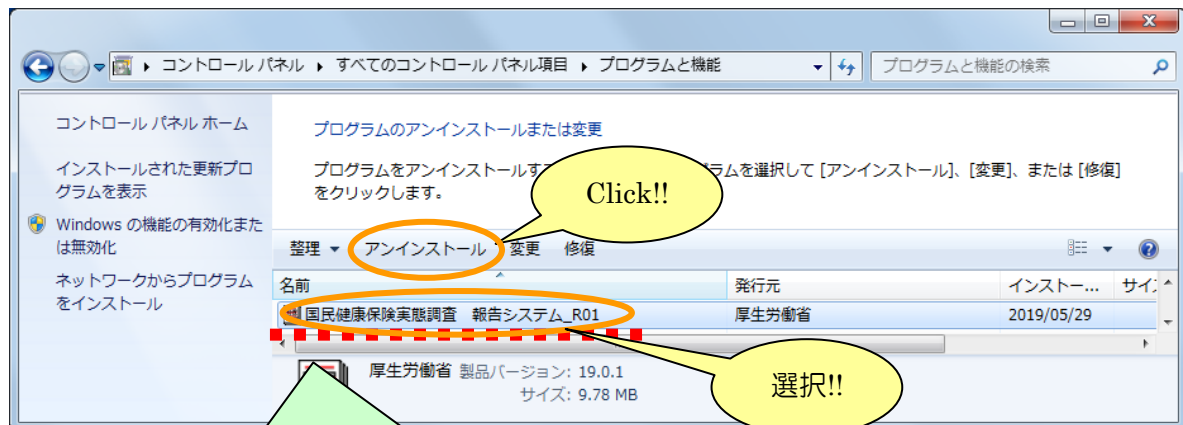 コントロール パネル ▸ すべてのコントロール パネル項目 ▸ プログラムと機能
プログラムと機能の検索
コントロール パネル ホーム
インストールされた更新プロ
グラムを表示
Windows の機能の有効化また
は無効化
ネットワークからプログラム
をインストール
プログラムのアンインストールまたは変更
プログラムをアンインストールす
ラムを選択して [アンインストール]、[変更]、または [修復]
をクリックします。
Click!!
整理 アンインストール 変更 修復
名前 発行元 インストー... サイ
国民健康保険実態調査 報告システム_R01 厚生労働省 2019/05/29
厚生労働省 製品バージョン: 19.0.1
サイズ: 9.78 MB
選択!!